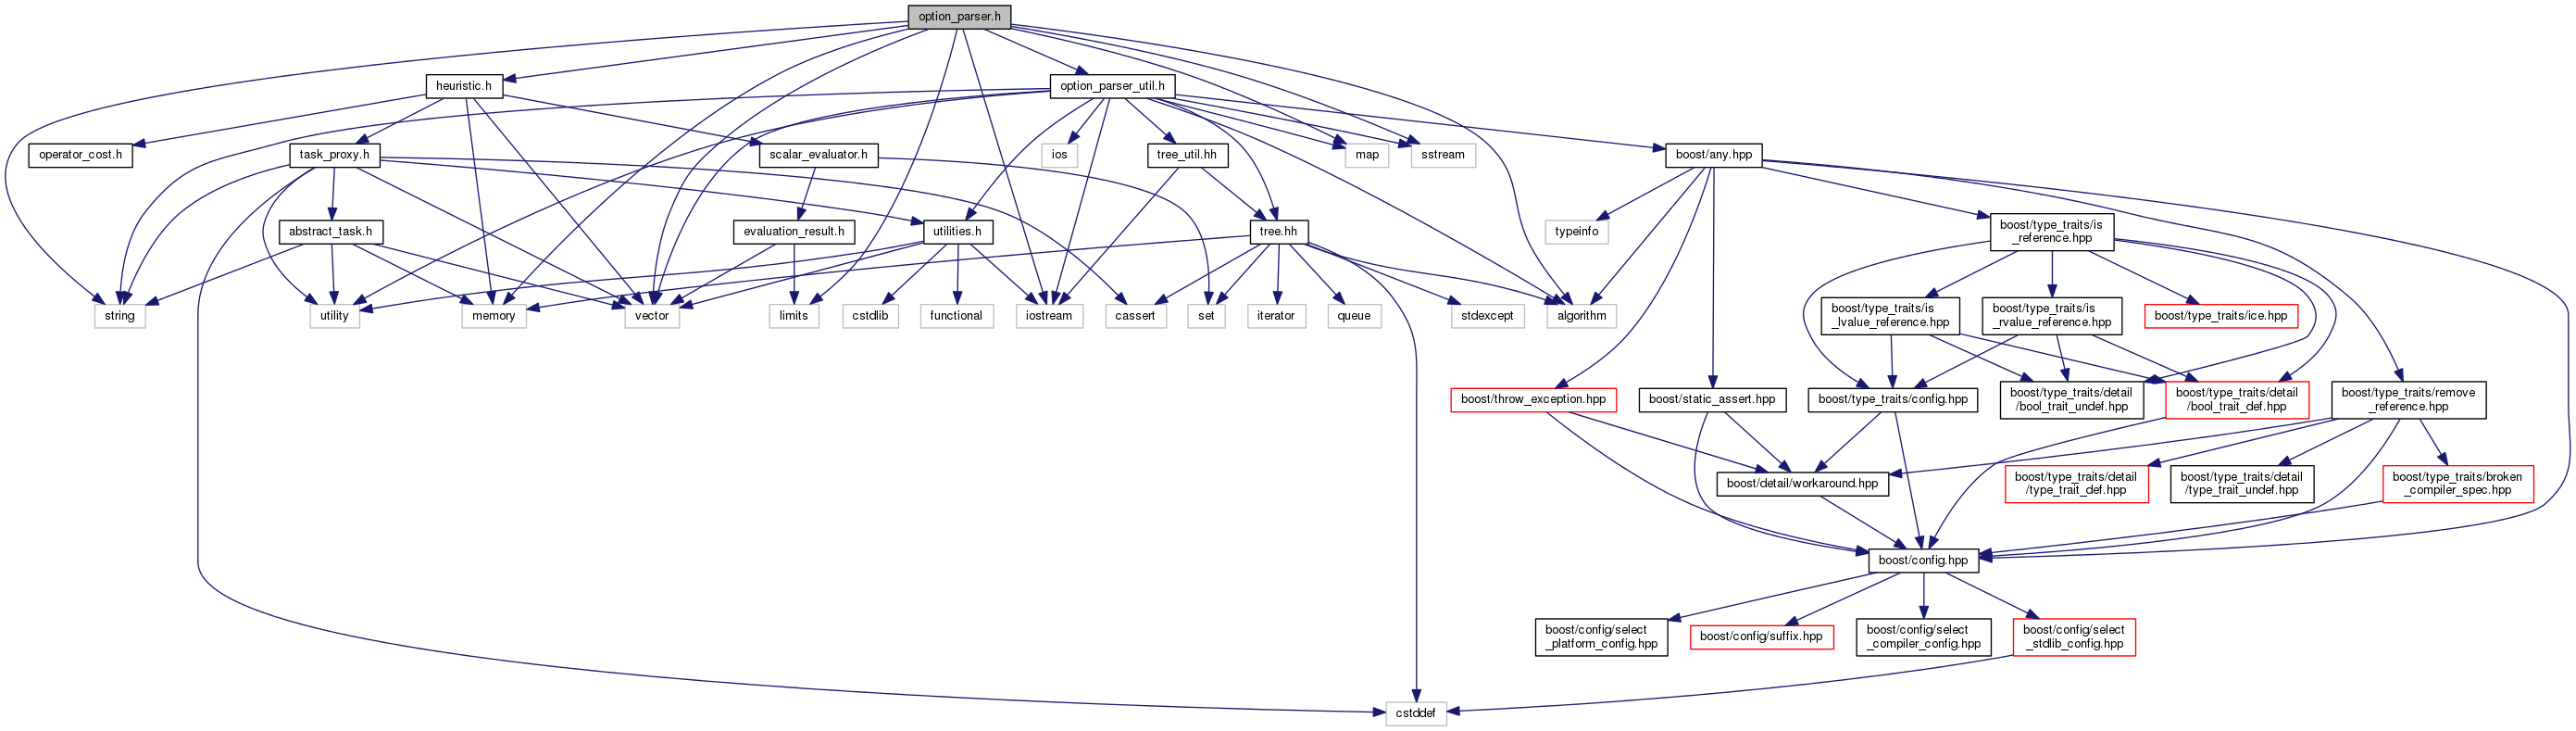 option_parser.h
heuristic.h
option_parser_util.h
operator_cost.h
task_proxy.h
scalar_evaluator.h
ios
tree_util.hh
map
sstream
boost/any.hpp
abstract_task.h
evaluation_result.h
utilities.h
tree.hh
typeinfo
boost/type_traits/is
_reference.hpp
string
utility
memory
vector
limits
cstdlib
functional
iostream
cassert
set
iterator
queue
stdexcept
algorithm
boost/type_traits/is
_lvalue_reference.hpp
boost/type_traits/is
_rvalue_reference.hpp
boost/type_traits/ice.hpp
boost/throw_exception.hpp
boost/static_assert.hpp
boost/type_traits/config.hpp
boost/type_traits/detail
/bool_trait_undef.hpp
boost/type_traits/detail
/bool_trait_def.hpp
boost/type_traits/remove
_reference.hpp
boost/detail/workaround.hpp
boost/type_traits/detail
/type_trait_def.hpp
boost/type_traits/detail
/type_trait_undef.hpp
boost/type_traits/broken
_compiler_spec.hpp
boost/config.hpp
boost/config/select
_platform_config.hpp
boost/config/suffix.hpp
boost/config/select
_compiler_config.hpp
boost/config/select
_stdlib_config.hpp
cstddef